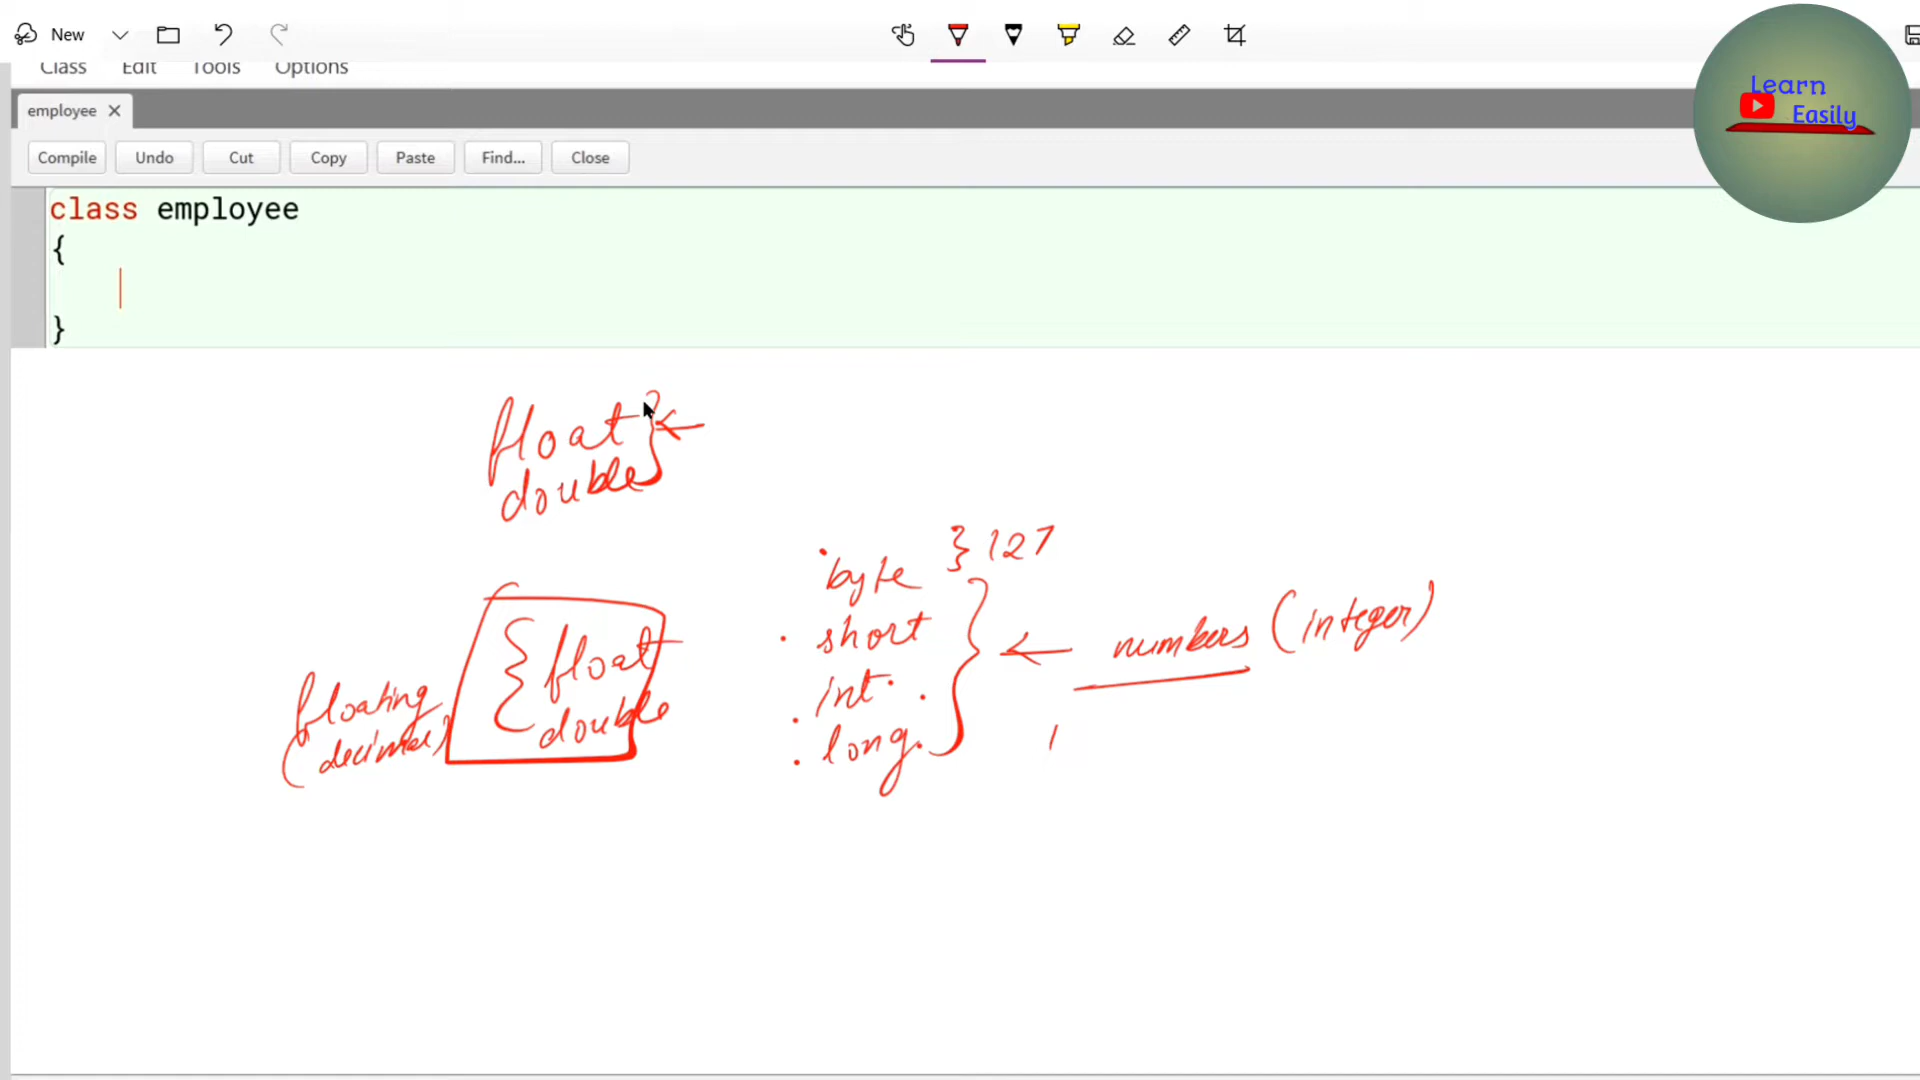 New
Class Edit Tools Options
Learn
Easily
employee
Compile Undo Cut Copy Paste Find... Close
class employee
{
}
float }←
double
byte } 127
short
int
long
} ← numbers (integer)
{ float
double
floating
(decimal)